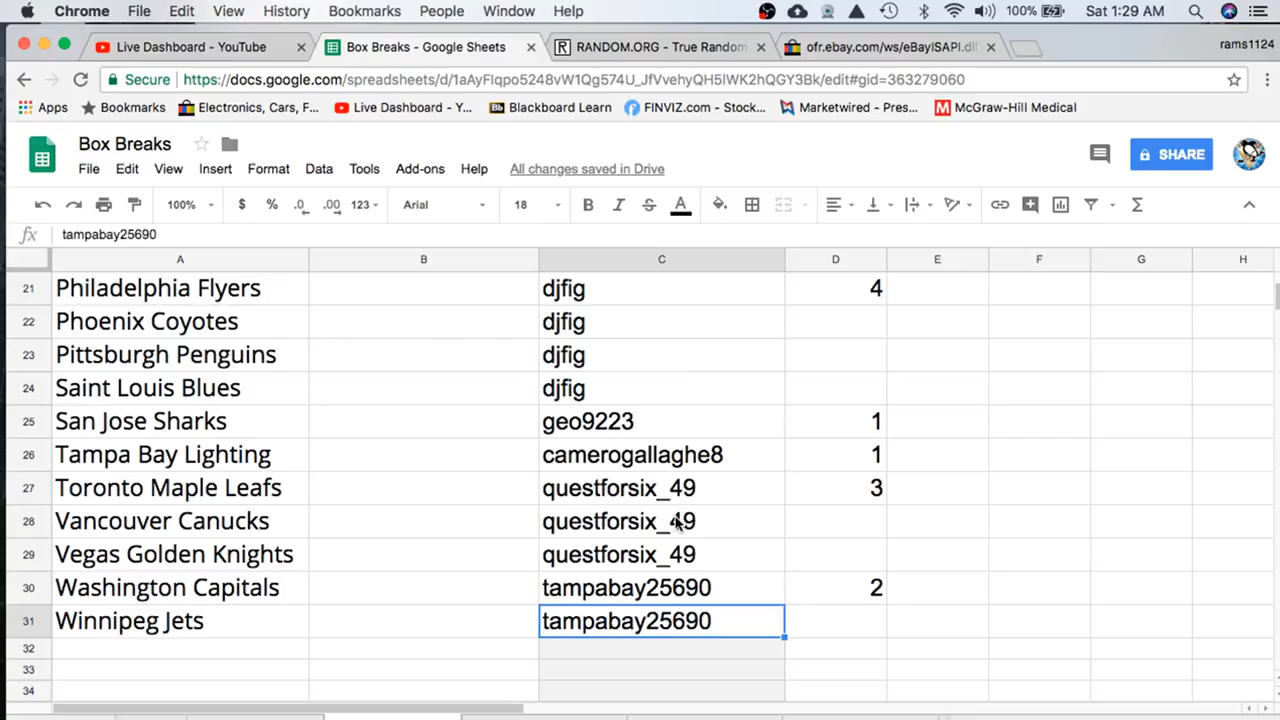 Chrome File Edit View History Bookmarks People Window Help 100% Sat 1:29 AM
Live Dashboard - YouTube × Box Breaks - Google Sheets × RANDOM.ORG - True Random × ofr.ebay.com/ws/eBayISAPI.dll × rams1124
Secure https://docs.google.com/spreadsheets/d/1aAyFlqpo5248vW1Qg574U_JfVvehyQH5lWK2hQGY3Bk/edit#gid=363279060
Apps Bookmarks Electronics, Cars, F... Live Dashboard - Y... Bb Blackboard Learn FINVIZ.com - Stock... Marketwired - Pres... M McGraw-Hill Medical
Box Breaks
File Edit View Insert Format Data Tools Add-ons Help All changes saved in Drive SHARE
100% $ % .0 .00 123 Arial 18 B I S A Σ
fx tampabay25690
A B C D E F G H
21 Philadelphia Flyers djfig 4
22 Phoenix Coyotes djfig
23 Pittsburgh Penguins djfig
24 Saint Louis Blues djfig
25 San Jose Sharks geo9223 1
26 Tampa Bay Lighting camerogallaghe8 1
27 Toronto Maple Leafs questforsix_49 3
28 Vancouver Canucks questforsix_49
29 Vegas Golden Knights questforsix_49
30 Washington Capitals tampabay25690 2
31 Winnipeg Jets tampabay25690
32
33
34